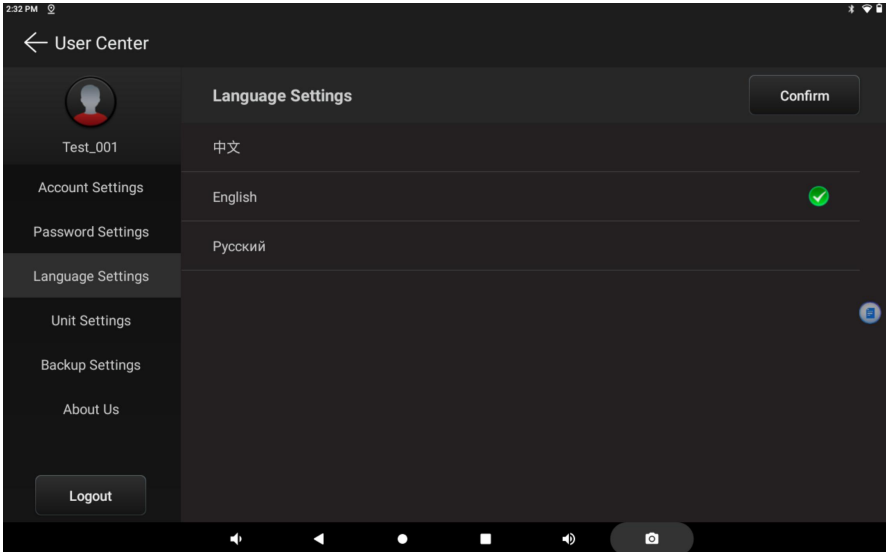 2:32 PM
User Center
Test_001
Account Settings
Password Settings
Language Settings
Unit Settings
Backup Settings
About Us
Logout
Language Settings
Confirm
中文
English
Русский